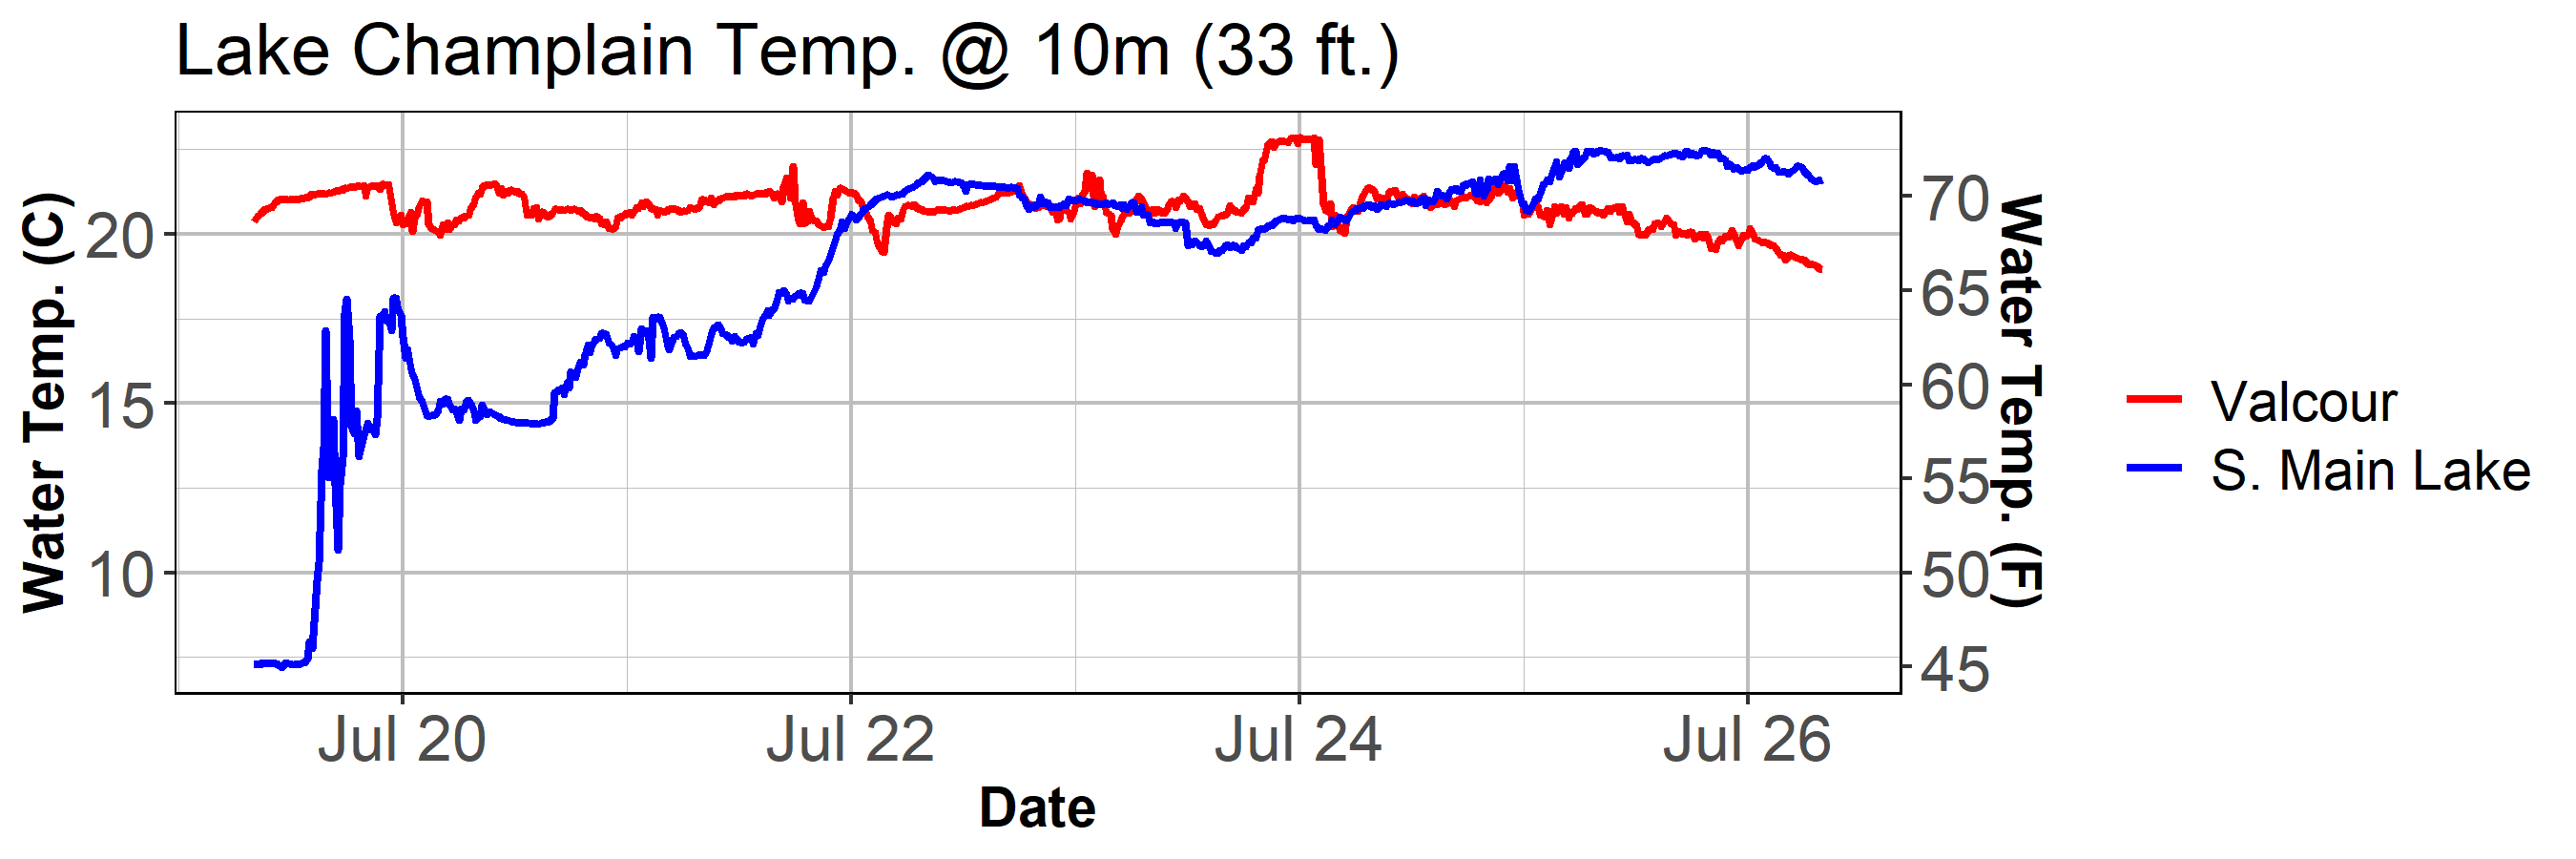 Lake Champlain Temp. @ 10m (33 ft.)
Water Temp. (C)
20
15
10
70
65
60
55
50
45
Water Temp. (F)
Jul 20
Jul 22
Jul 24
Jul 26
Date
Valcour
S. Main Lake